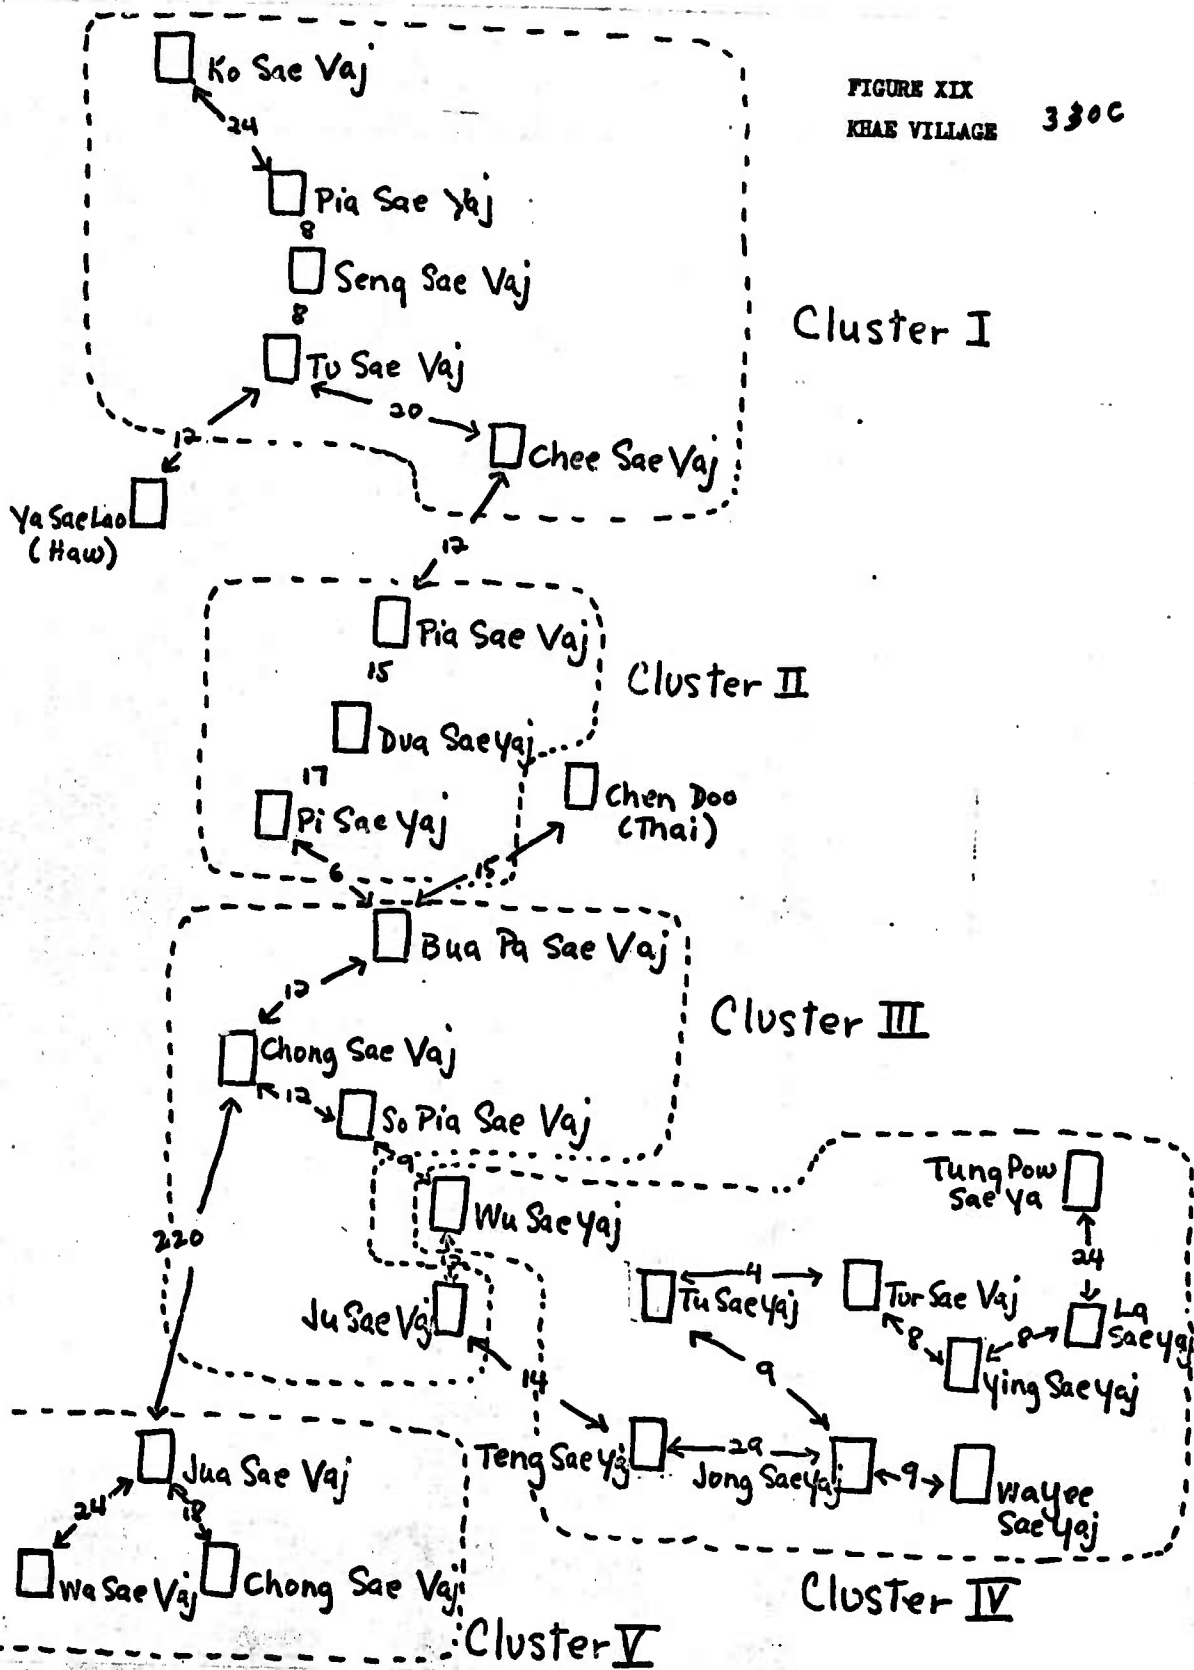 FIGURE XIX
KHAE VILLAGE
330C
Ko Sae Vaj
24
Pia Sae Yaj
8
Seng Sae Vaj
8
Cluster I
Tu Sae Vaj
20
12
Chee Sae Vaj
Ya Sae Lao
(Haw)
12
Pia Sae Vaj
15
Cluster II
Dua Sae Yaj
17
Chen Doo
(Thai)
Pi Sae Yaj
6
15
Bua Pa Sae Vaj
12
Cluster III
Chong Sae Vaj
12
So Pia Sae Vaj
9
Tung Pow
Sae Ya
Wu Sae Yaj
220
24
4
Tu Sae Yaj
Tur Sae Vaj
La
Sae Yaj
Ju Sae Vaj
8
8
Ying Sae Yaj
14
9
Teng Sae Yaj
29
Jong Sae Yaj
9
Wayee
Sae Yaj
Jua Sae Vaj
24
18
Wa Sae Vaj
Chong Sae Vaj
Cluster IV
Cluster V